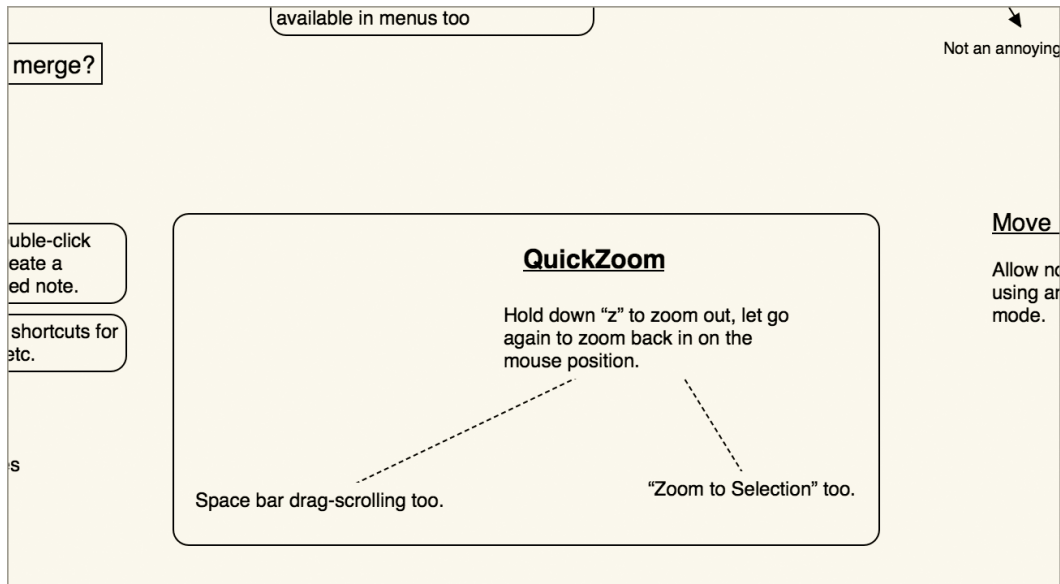 available in menus too
Not an annoying
merge?
uble-click
eate a
ed note.
shortcuts for
etc.
s
QuickZoom
Hold down “z” to zoom out, let go
again to zoom back in on the
mouse position.
Space bar drag-scrolling too.
“Zoom to Selection” too.
Move
Allow no
using an
mode.